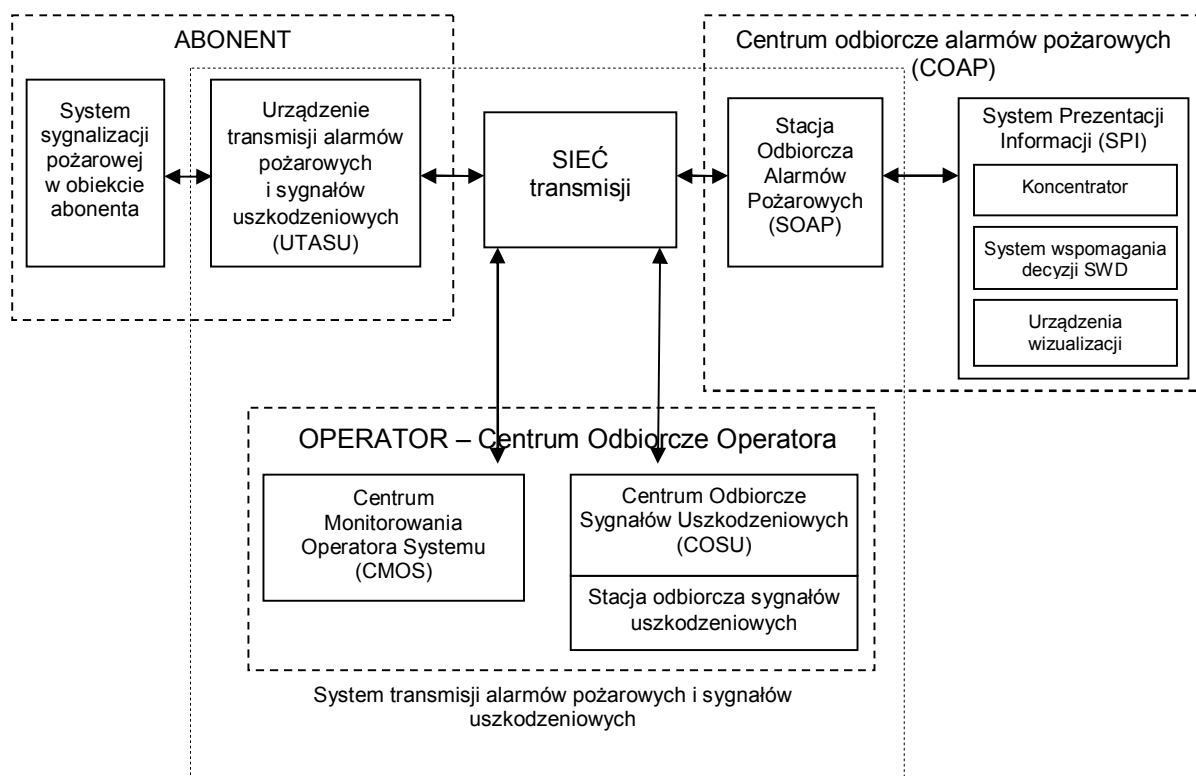 ABONENT
System
sygnalizacji
pożarowej
w obiekcie
abonenta
Urządzenie
transmisji alarmów
pożarowych
i sygnałów
uszkodzeniowych
(UTASU)
SIEĆ
transmisji
Centrum odbiorcze alarmów pożarowych
(COAP)
Stacja
Odbiorcza
Alarmów
Pożarowych
(SOAP)
System Prezentacji
Informacji (SPI)
Koncentrator
System wspomagania
decyzji SWD
Urządzenia
wizualizacji
OPERATOR – Centrum Odbiorcze Operatora
Centrum
Monitorowania
Operatora Systemu
(CMOS)
Centrum Odbiorcze
Sygnałów Uszkodzeniowych
(COSU)
Stacja odbiorcza sygnałów
uszkodzeniowych
System transmisji alarmów pożarowych i sygnałów
uszkodzeniowych